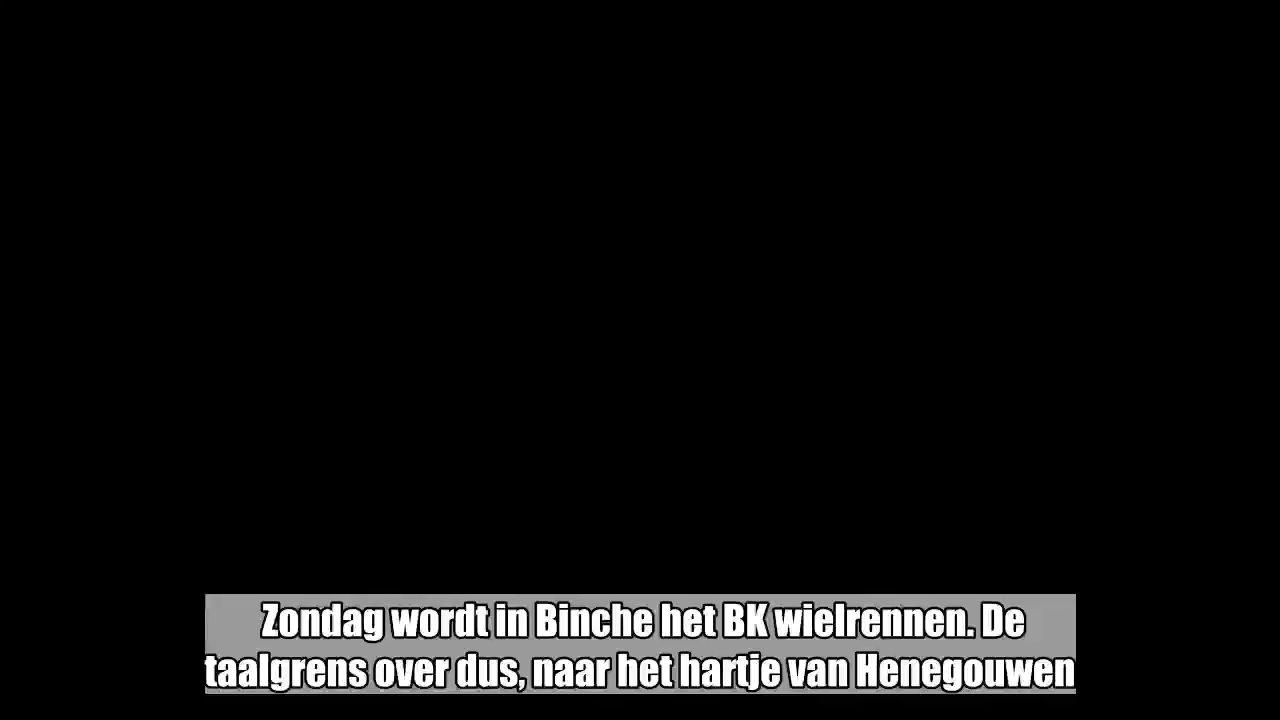 Zondag wordt in Binche het BK wielrennen. De
taalgrens over dus, naar het hartje van Henegouwen